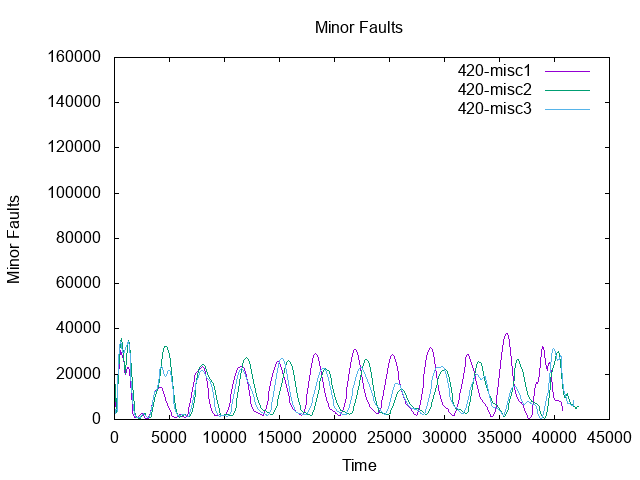 Minor Faults
160000
140000
120000
100000
80000
60000
40000
20000
0
Minor Faults
420-misc1
420-misc2
420-misc3
0 5000 10000 15000 20000 25000 30000 35000 40000 45000
Time